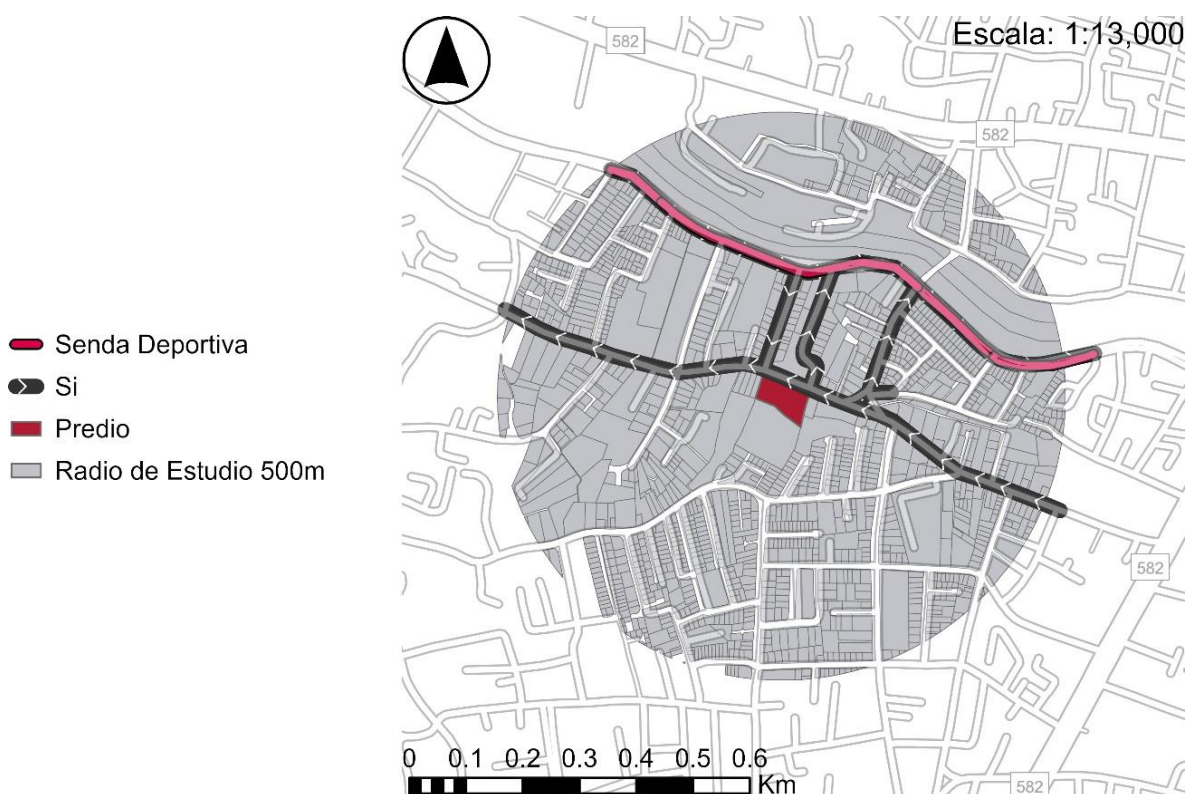 582
Escala: 1:13,000
582
Senda Deportiva
Si
Predio
Radio de Estudio 500m
582
0 0.1 0.2 0.3 0.4 0.5 0.6
Km
582